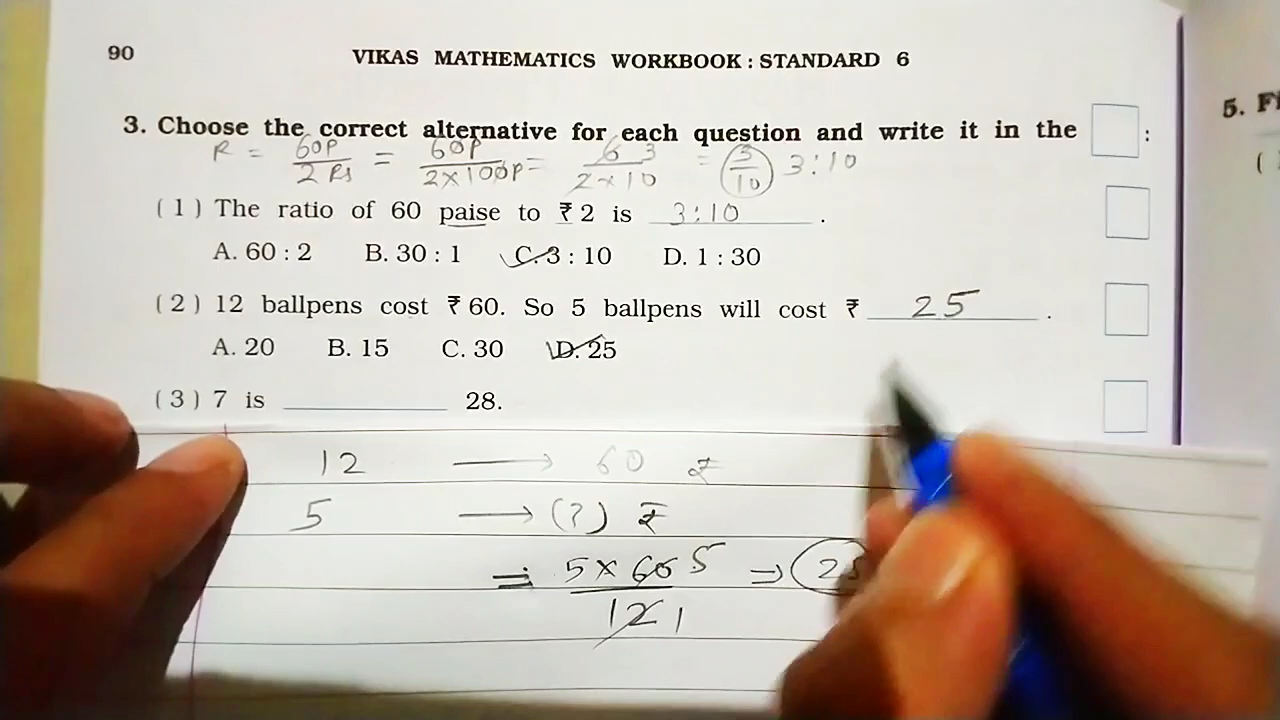 90
VIKAS MATHEMATICS WORKBOOK : STANDARD 6
3. Choose the correct alternative for each question and write it in the :
R = 60P/2 Rs = 60P/2×100P = 6 3/2×10 = 3/10 3:10
(1) The ratio of 60 paise to ₹ 2 is 3:10 .
A. 60 : 2 B. 30 : 1 C. 3 : 10 D. 1 : 30
(2) 12 ballpens cost ₹ 60. So 5 ballpens will cost ₹ 25 .
A. 20 B. 15 C. 30 D. 25
(3) 7 is ________ 28.
12 → 60 ₹
5 → (?) ₹
= 5 × 60 5/12 1 ⇒ 25
5.
(